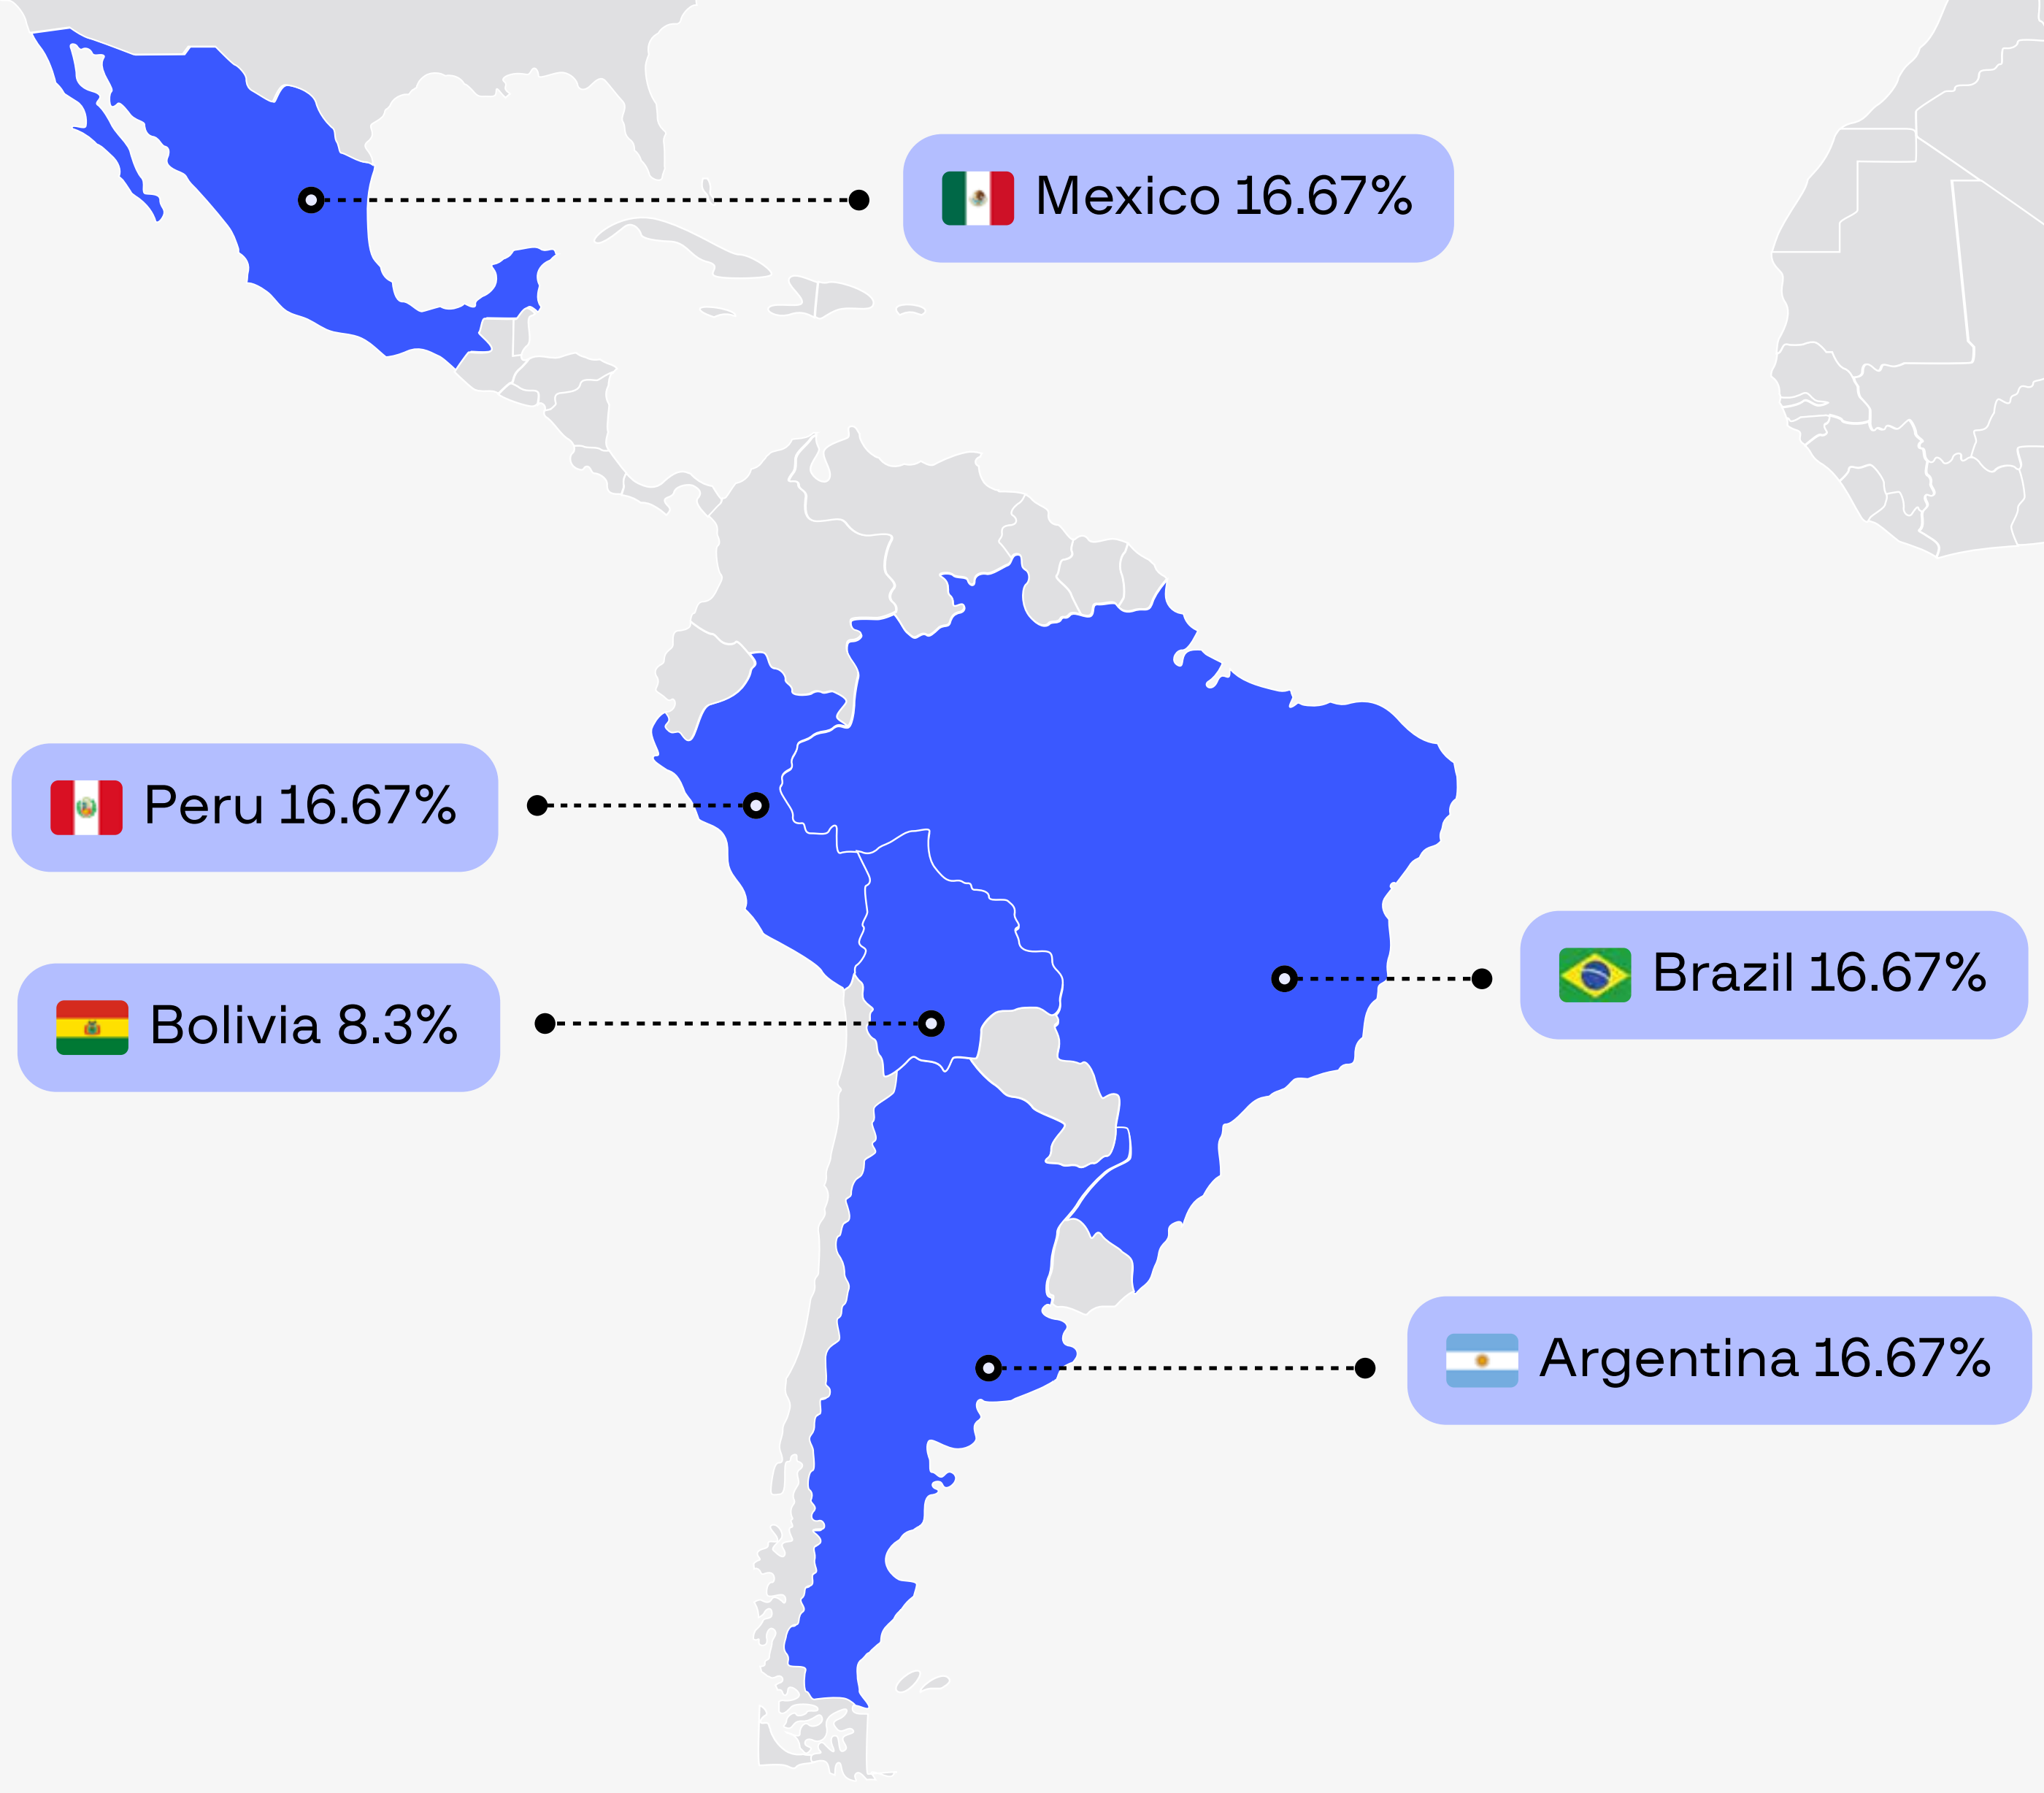 Mexico 16.67%
Peru 16.67%
Brazil 16.67%
Bolivia 8.3%
Argentina 16.67%